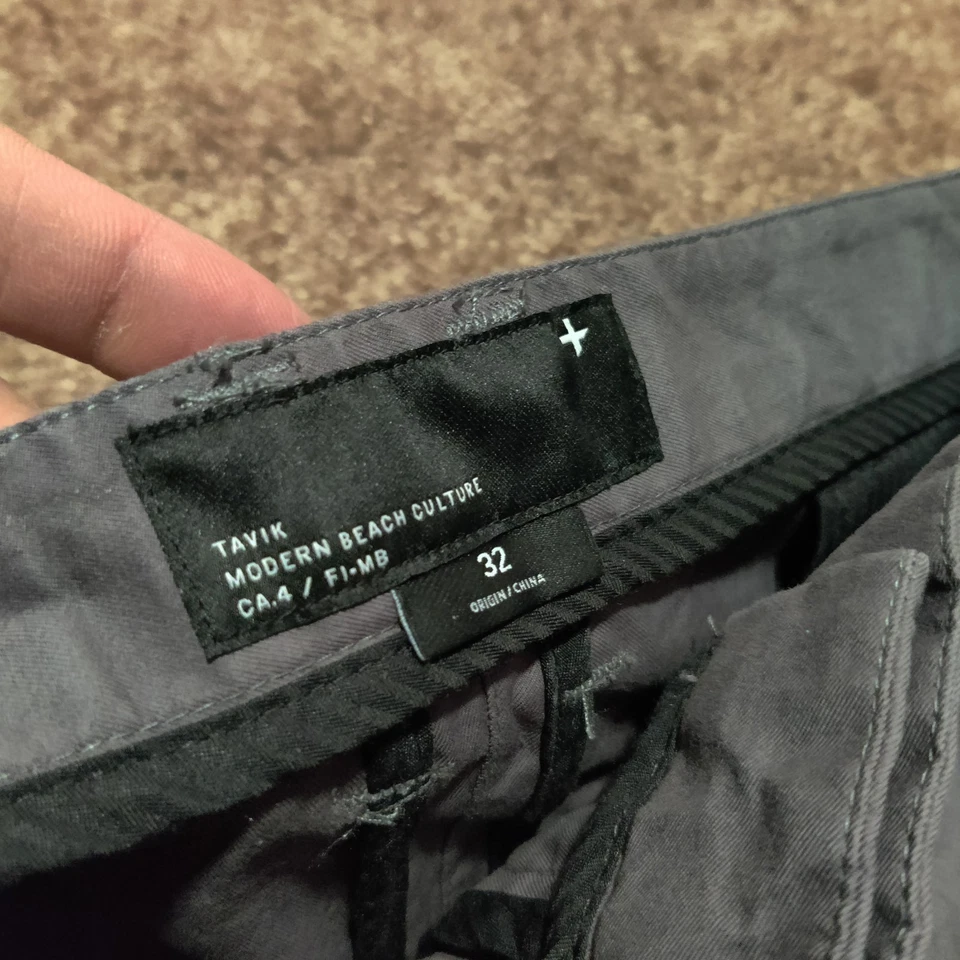 TAVIK
MODERN BEACH CULTURE
CA.4 / FI-MB
32
ORIGIN/CHINA